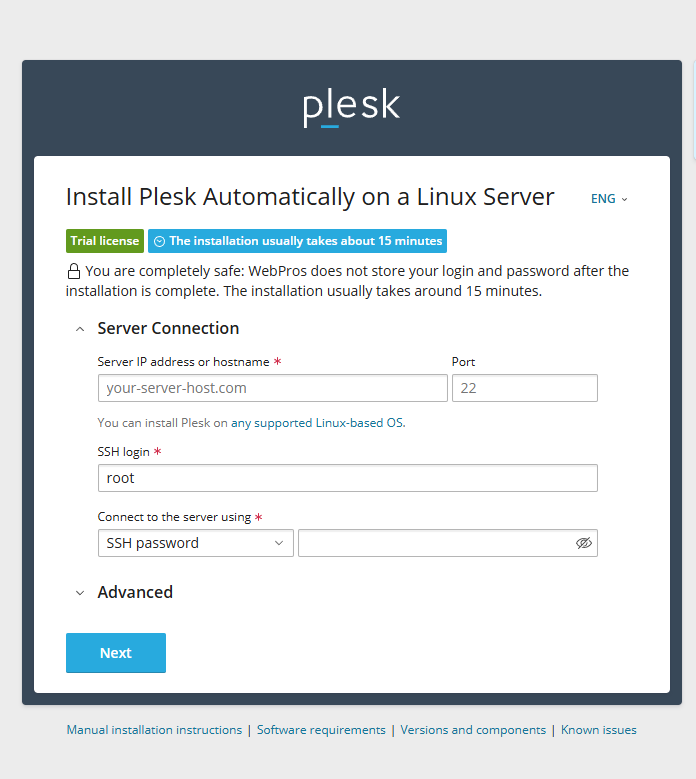 plesk
Install Plesk Automatically on a Linux Server
ENG
Trial license
The installation usually takes about 15 minutes
You are completely safe: WebPros does not store your login and password after the
installation is complete. The installation usually takes around 15 minutes.
Server Connection
Server IP address or hostname * Port
your-server-host.com 22
You can install Plesk on any supported Linux-based OS.
SSH login *
root
Connect to the server using *
SSH password
Advanced
Next
Manual installation instructions | Software requirements | Versions and components | Known issues